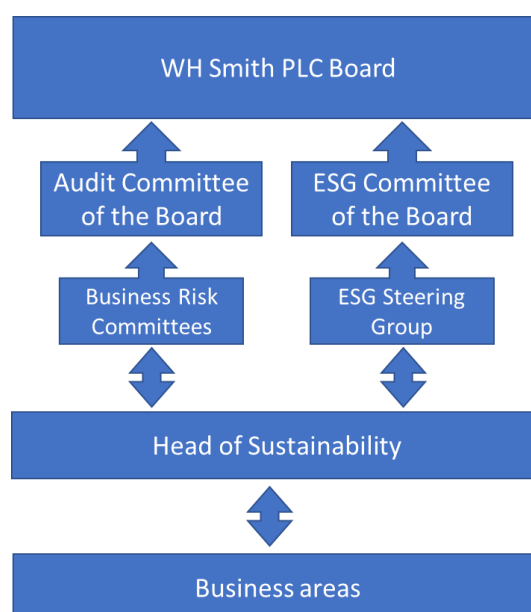 WH Smith PLC Board
Audit Committee
of the Board
ESG Committee
of the Board
Business Risk
Committees
ESG Steering
Group
Head of Sustainability
Business areas